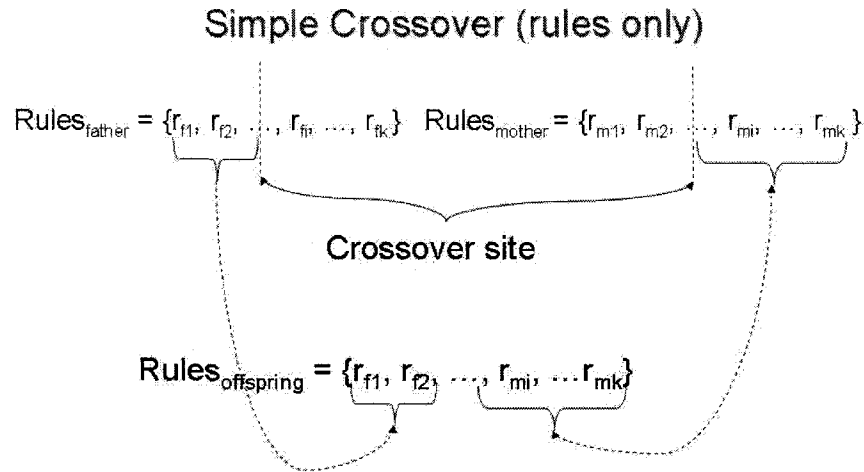 Simple Crossover (rules only)
Rules_father = {r_f1, r_f2, ..., r_fi, ..., r_fk} Rules_mother = {r_m1, r_m2, ..., r_mi, ..., r_mk}
Crossover site
Rules_offspring = {r_f1, r_f2, ..., r_mi, ...r_mk}